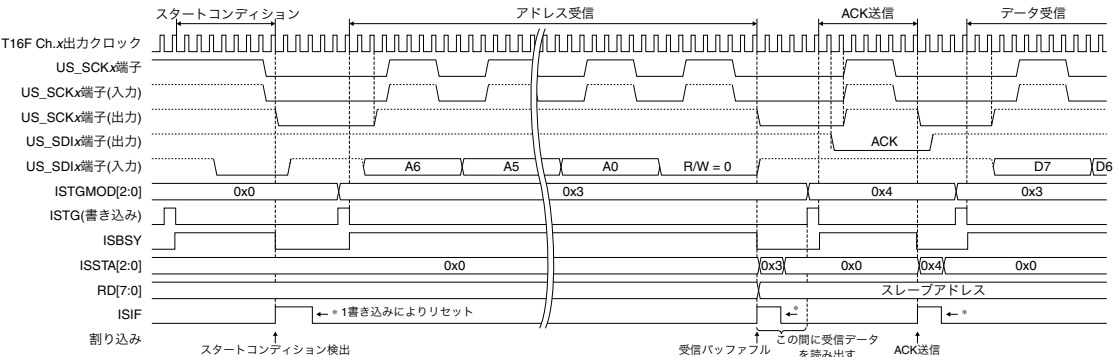 スタートコンディション アドレス受信 ACK送信 データ受信
T16F Ch.x出力クロック
US_SCKx端子
US_SCKx端子(入力)
US_SCKx端子(出力)
US_SDIx端子(出力) ACK
US_SDIx端子(入力) A6 A5 A0 R/W = 0 D7 D6
ISTGMOD[2:0] 0x0 0x3 0x4 0x3
ISTG(書き込み)
ISBSY
ISSTA[2:0] 0x0 0x3 0x0 0x4 0x0
RD[7:0] スレーブアドレス
ISIF ← * 1書き込みによりリセット ← * ← *
割り込み スタートコンディション検出 受信バッファフル この間に受信データ ACK送信
を読み出す